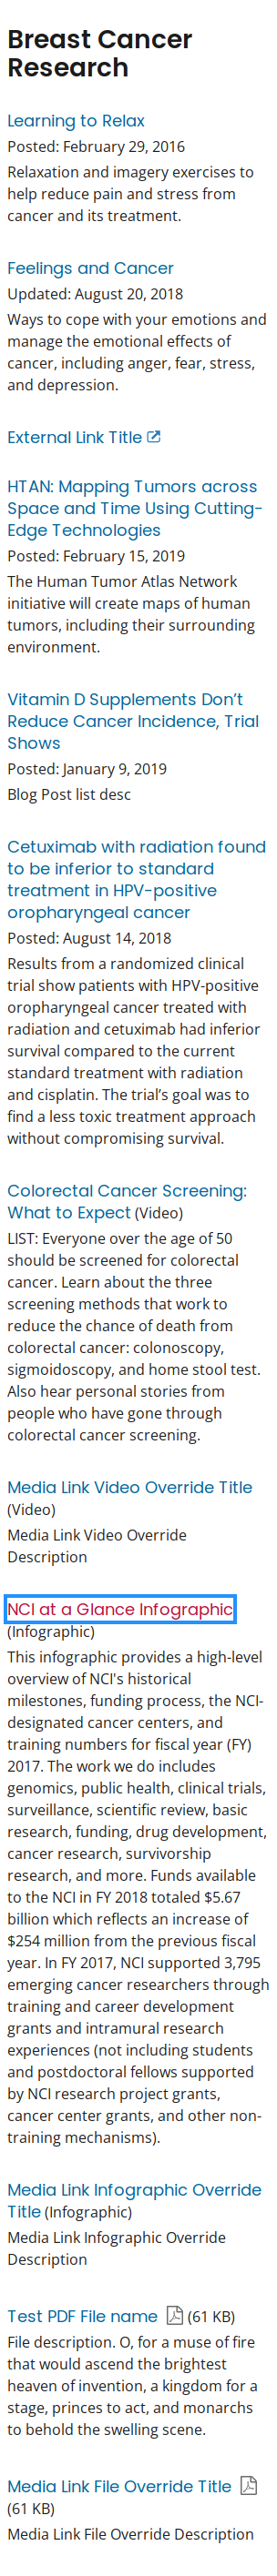 Breast Cancer
Research
Learning to Relax
Posted: February 29, 2016
Relaxation and imagery exercises to
help reduce pain and stress from
cancer and its treatment.
Feelings and Cancer
Updated: August 20, 2018
Ways to cope with your emotions and
manage the emotional effects of
cancer, including anger, fear, stress,
and depression.
External Link Title
HTAN: Mapping Tumors across
Space and Time Using Cutting-
Edge Technologies
Posted: February 15, 2019
The Human Tumor Atlas Network
initiative will create maps of human
tumors, including their surrounding
environment.
Vitamin D Supplements Don’t
Reduce Cancer Incidence, Trial
Shows
Posted: January 9, 2019
Blog Post list desc
Cetuximab with radiation found
to be inferior to standard
treatment in HPV-positive
oropharyngeal cancer
Posted: August 14, 2018
Results from a randomized clinical
trial show patients with HPV-positive
oropharyngeal cancer treated with
radiation and cetuximab had inferior
survival compared to the current
standard treatment with radiation
and cisplatin. The trial’s goal was to
find a less toxic treatment approach
without compromising survival.
Colorectal Cancer Screening:
What to Expect (Video)
LIST: Everyone over the age of 50
should be screened for colorectal
cancer. Learn about the three
screening methods that work to
reduce the chance of death from
colorectal cancer: colonoscopy,
sigmoidoscopy, and home stool test.
Also hear personal stories from
people who have gone through
colorectal cancer screening.
Media Link Video Override Title
(Video)
Media Link Video Override
Description
NCI at a Glance Infographic
(Infographic)
This infographic provides a high-level
overview of NCI's historical
milestones, funding process, the NCI-
designated cancer centers, and
training numbers for fiscal year (FY)
2017. The work we do includes
genomics, public health, clinical trials,
surveillance, scientific review, basic
research, funding, drug development,
cancer research, survivorship
research, and more. Funds available
to the NCI in FY 2018 totaled $5.67
billion which reflects an increase of
$254 million from the previous fiscal
year. In FY 2017, NCI supported 3,795
emerging cancer researchers through
training and career development
grants and intramural research
experiences (not including students
and postdoctoral fellows supported
by NCI research project grants,
cancer center grants, and other non-
training mechanisms).
Media Link Infographic Override
Title (Infographic)
Media Link Infographic Override
Description
Test PDF File name (61 KB)
File description. O, for a muse of fire
that would ascend the brightest
heaven of invention, a kingdom for a
stage, princes to act, and monarchs
to behold the swelling scene.
Media Link File Override Title
(61 KB)
Media Link File Override Description